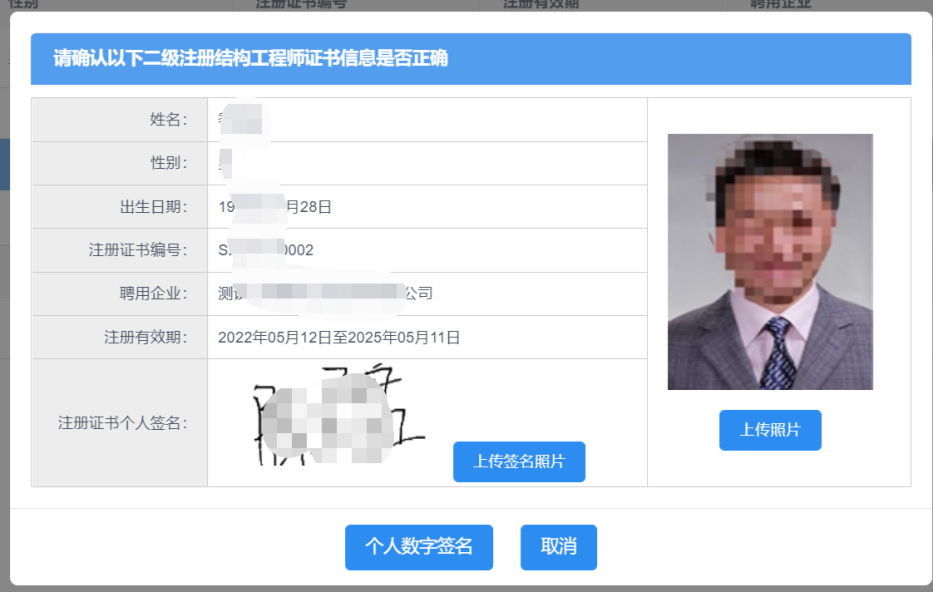 性别
注册证书编号
注册有效期
聘用企业
请确认以下二级注册结构工程师证书信息是否正确
姓名：
性别：
出生日期： 19 月28日
注册证书编号： S 0002
聘用企业： 测 公司
注册有效期： 2022年05月12日至2025年05月11日
注册证书个人签名：
上传签名照片
上传照片
个人数字签名
取消